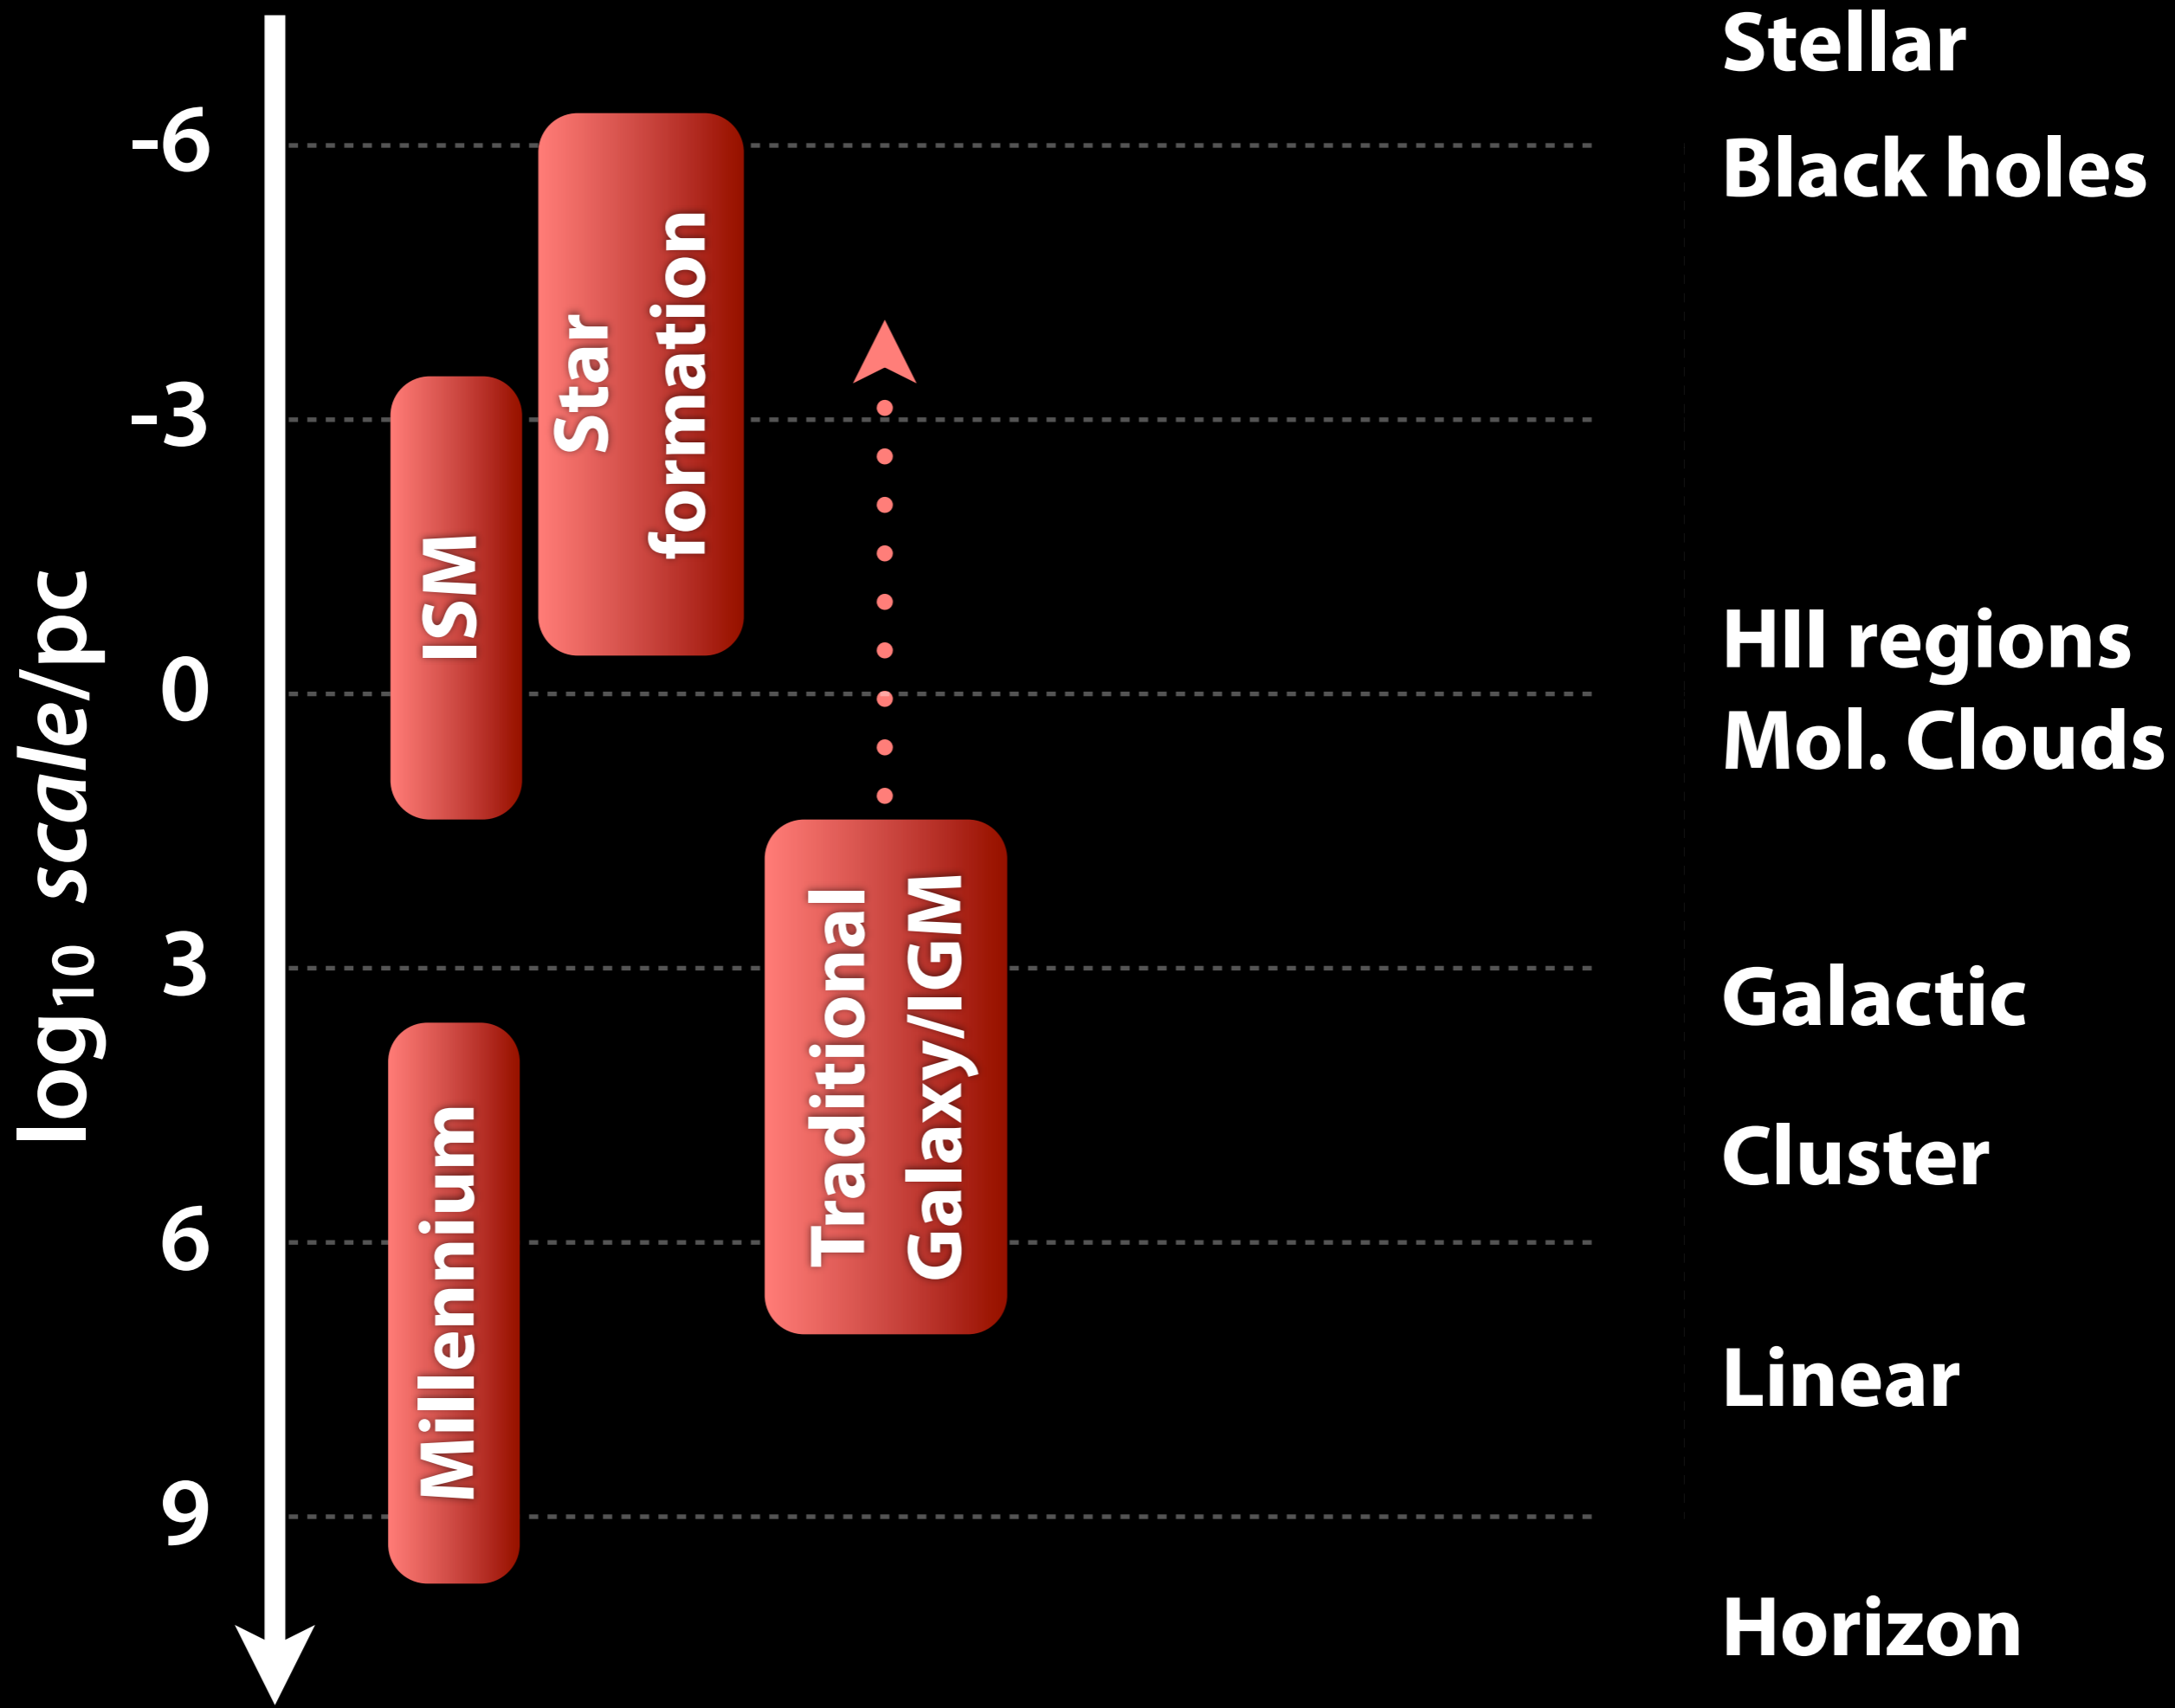 log10 scale/pc
-6
-3
0
3
6
9
ISM
Star
formation
Millennium
Traditional
Galaxy/IGM
Stellar
Black holes
HII regions
Mol. Clouds
Galactic
Cluster
Linear
Horizon